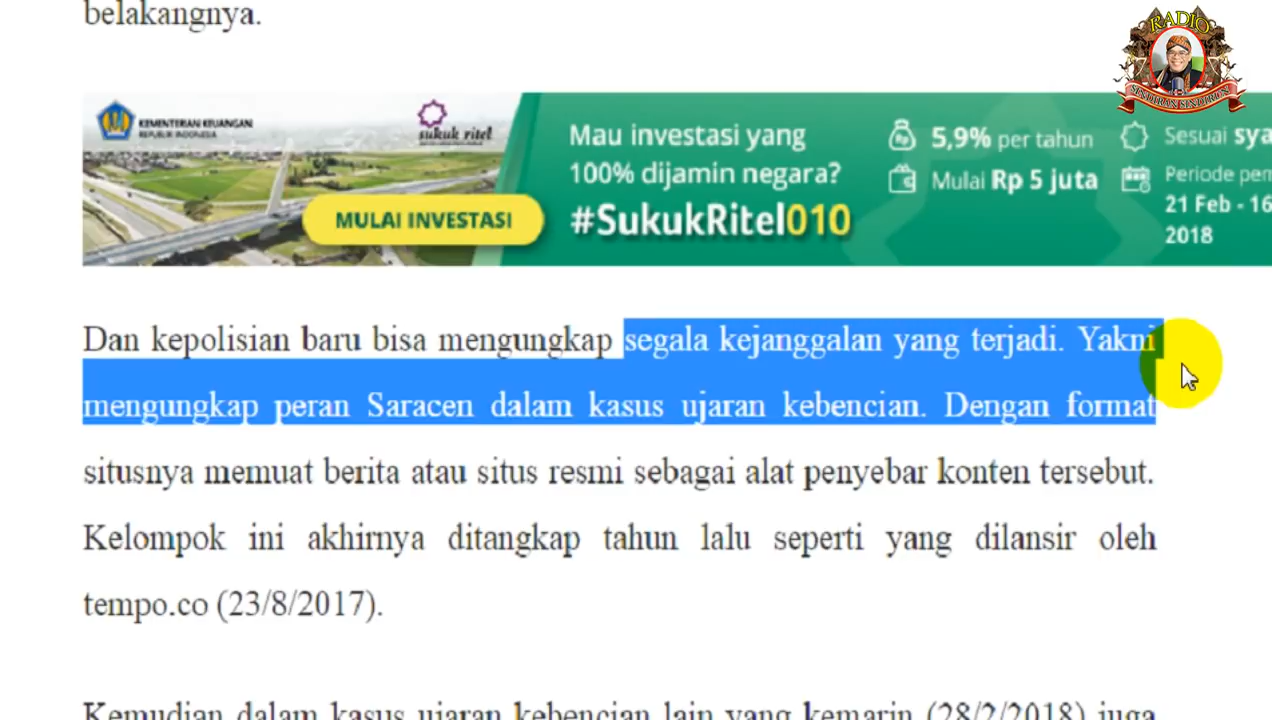 belakangnya.
RADIO
SENDIRAN SENDIRUN
KEMENTERIAN KEUANGAN
REPUBLIK INDONESIA
sukuk ritel
MULAI INVESTASI
Mau investasi yang
100% dijamin negara?
#SukukRitel010
5,9% per tahun
Mulai Rp 5 juta
Sesuai sya
Periode pem
21 Feb - 16
2018
Dan kepolisian baru bisa mengungkap segala kejanggalan yang terjadi. Yakni
mengungkap peran Saracen dalam kasus ujaran kebencian. Dengan format
situsnya memuat berita atau situs resmi sebagai alat penyebar konten tersebut.
Kelompok ini akhirnya ditangkap tahun lalu seperti yang dilansir oleh
tempo.co (23/8/2017).
Kemudian dalam kasus ujaran kebencian lain yang kemarin (28/2/2018) juga